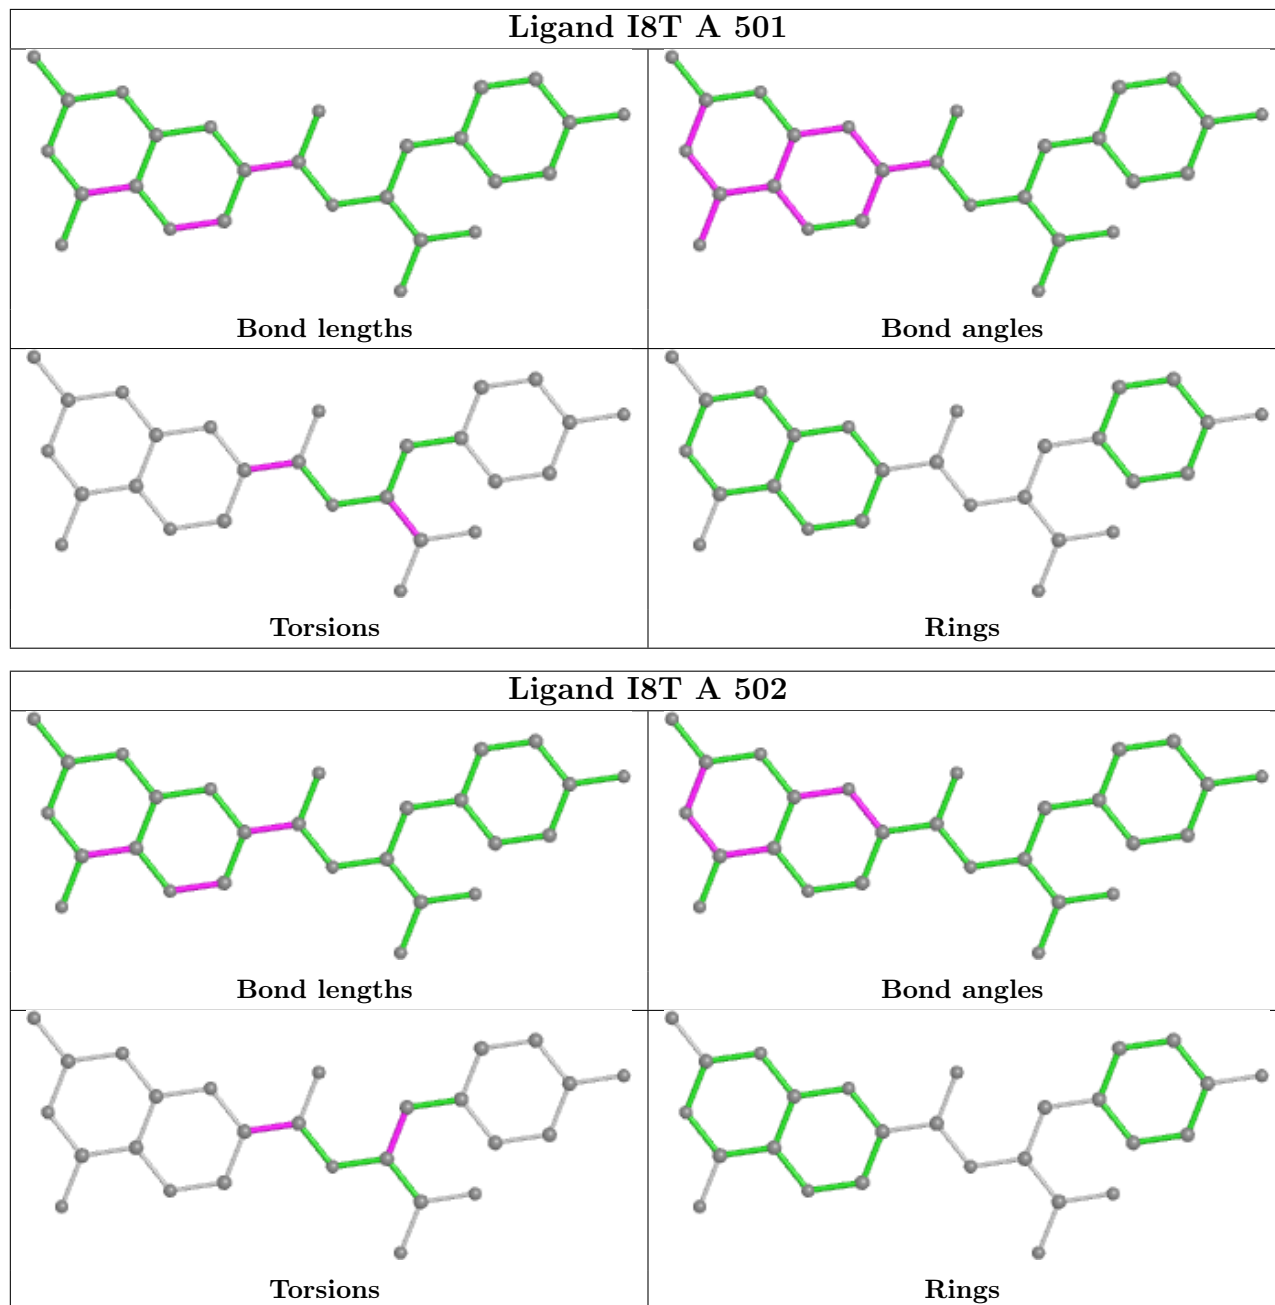 Ligand I8T A 501
Bond lengths
Bond angles
Torsions
Rings
Ligand I8T A 502
Bond lengths
Bond angles
Torsions
Rings